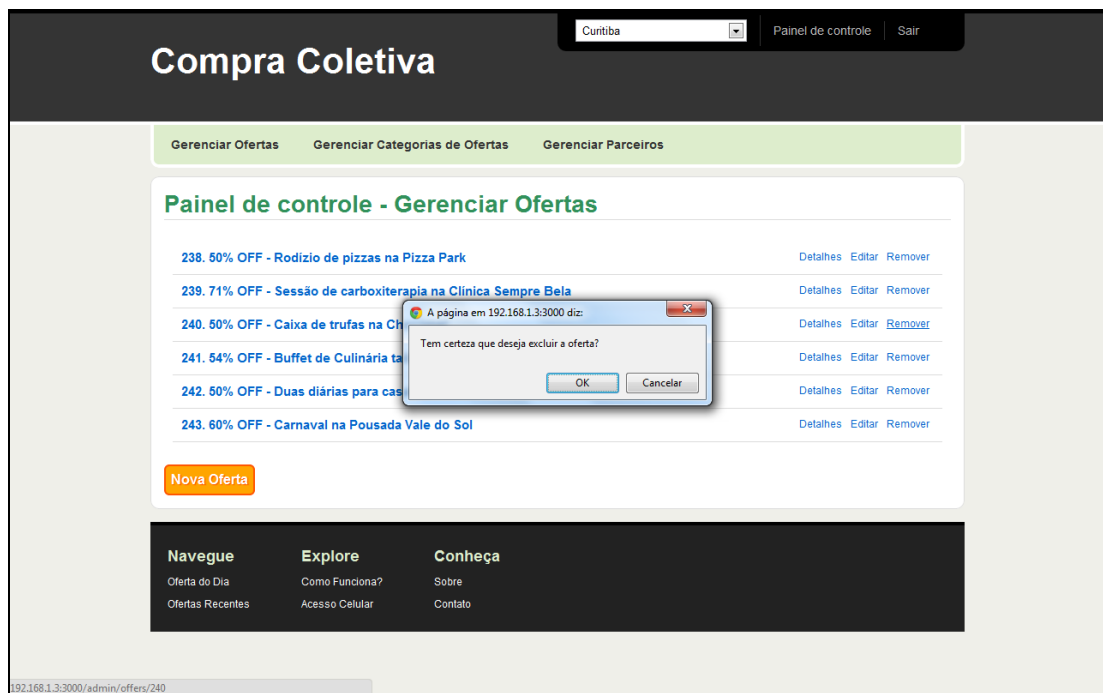 Curitiba Painel de controle Sair
Compra Coletiva
Gerenciar Ofertas Gerenciar Categorias de Ofertas Gerenciar Parceiros
Painel de controle - Gerenciar Ofertas
238. 50% OFF - Rodízio de pizzas na Pizza Park Detalhes Editar Remover
239. 71% OFF - Sessão de carboxiterapia na Clínica Sempre Bela Detalhes Editar Remover
240. 50% OFF - Caixa de trufas na Ch Detalhes Editar Remover
241. 54% OFF - Buffet de Culinária ta Detalhes Editar Remover
242. 50% OFF - Duas diárias para cas Detalhes Editar Remover
243. 60% OFF - Carnaval na Pousada Vale do Sol Detalhes Editar Remover
A página em 192.168.1.3:3000 diz:
Tem certeza que deseja excluir a oferta?
OK Cancelar
Nova Oferta
Navegue Explore Conheça
Oferta do Dia Como Funciona? Sobre
Ofertas Recentes Acesso Celular Contato
192.168.1.3:3000/admin/offers/240